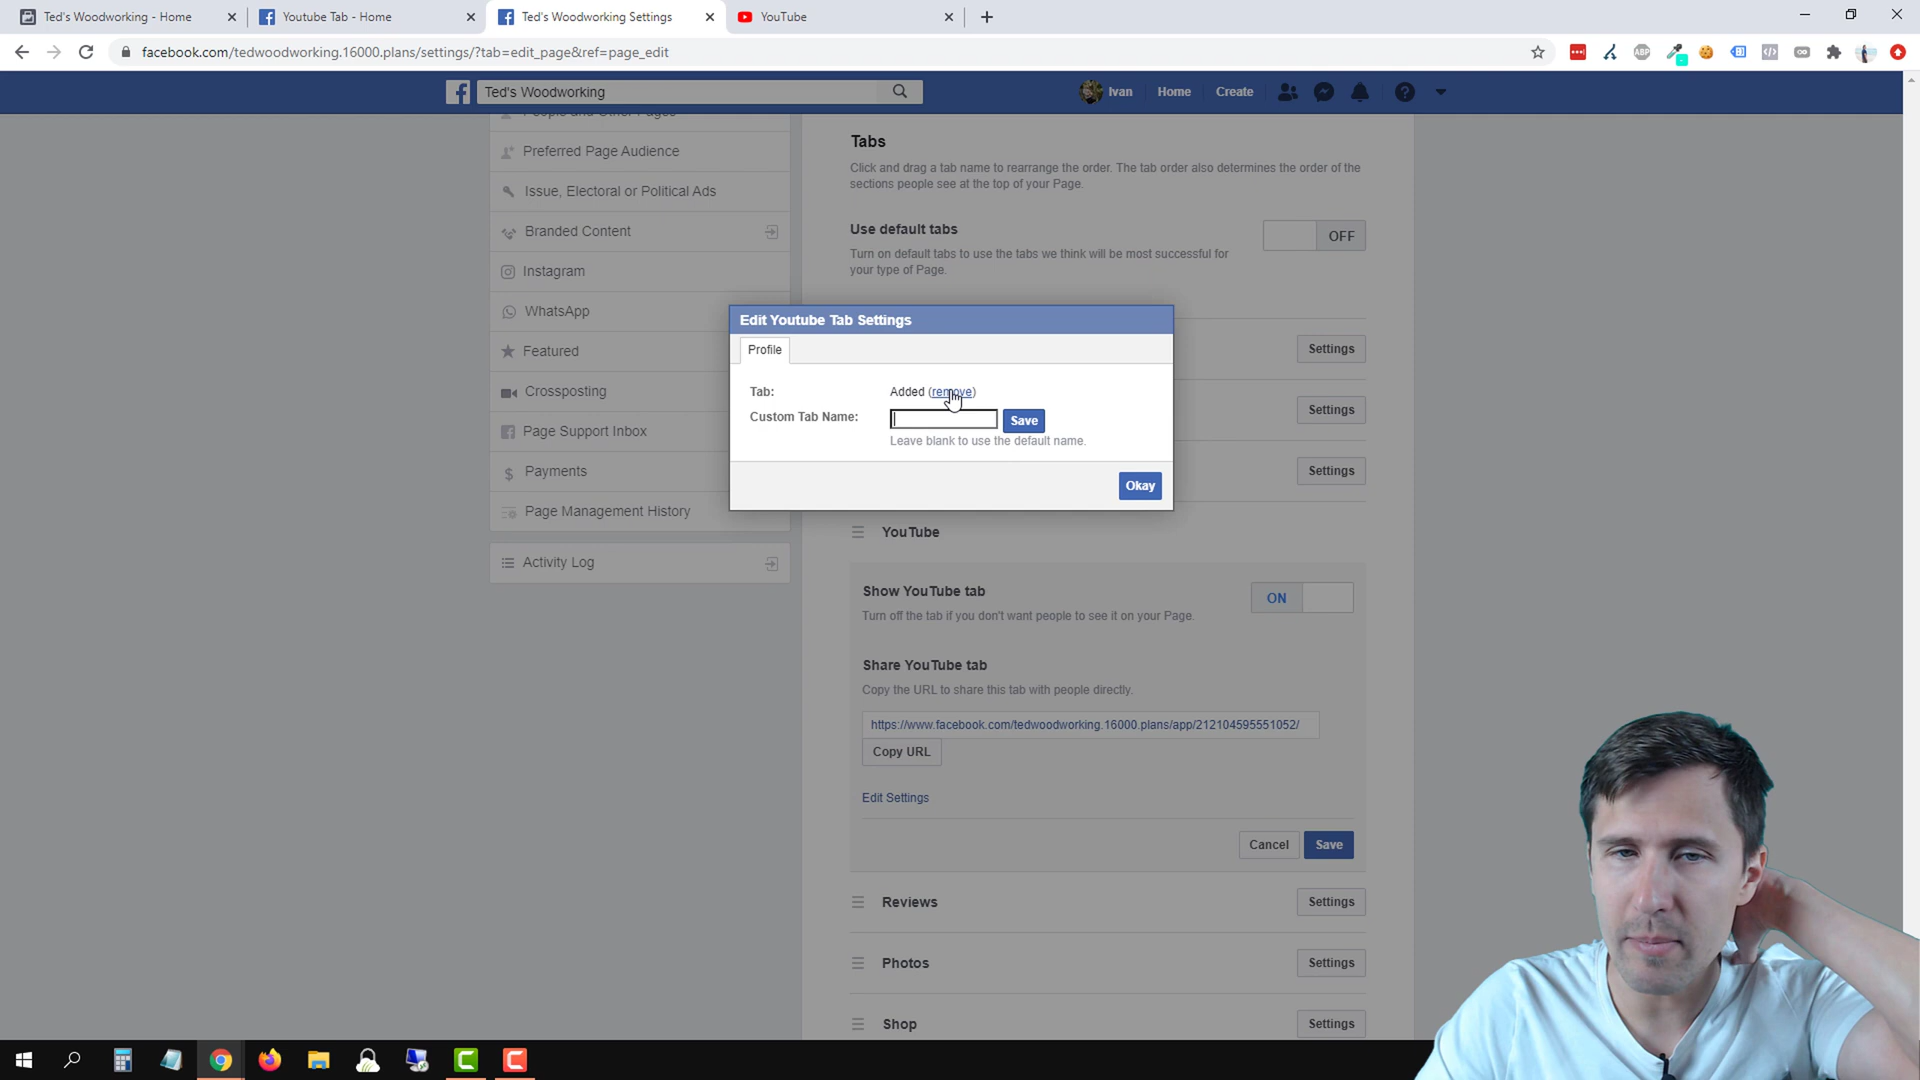 Ted's Woodworking - Home
Youtube Tab - Home
Ted's Woodworking Settings
YouTube
facebook.com/tedwoodworking.16000.plans/settings/?tab=edit_page&ref=page_edit
ABP
Ted's Woodworking
Ivan
Home
Create
People and Other Pages
Preferred Page Audience
Issue, Electoral or Political Ads
Branded Content
Instagram
WhatsApp
Featured
Crossposting
Page Support Inbox
Payments
Page Management History
Activity Log
Tabs
Click and drag a tab name to rearrange the order. The tab order also determines the order of the
sections people see at the top of your Page.
Use default tabs
OFF
Turn on default tabs to use the tabs we think will be most successful for
your type of Page.
Settings
Settings
Settings
Edit Youtube Tab Settings
Profile
Tab:
Added (remove)
Custom Tab Name:
Save
Leave blank to use the default name.
Okay
YouTube
Show YouTube tab
ON
Turn off the tab if you don't want people to see it on your Page.
Share YouTube tab
Copy the URL to share this tab with people directly.
https://www.facebook.com/tedwoodworking.16000.plans/app/212104595551052/
Copy URL
Edit Settings
Cancel
Save
Reviews
Settings
Photos
Settings
Shop
Settings